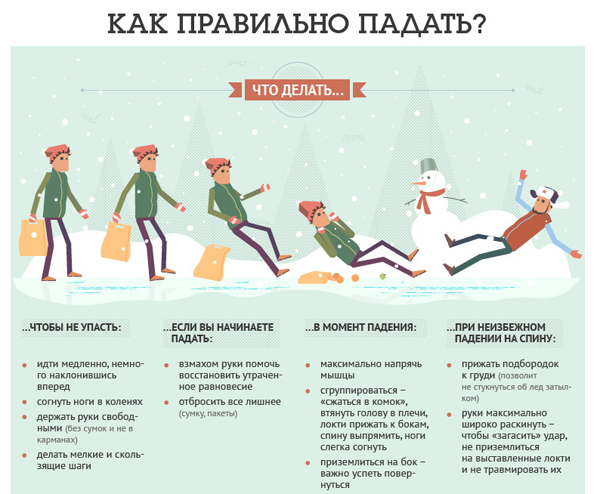 КАК ПРАВИЛЬНО ПАДАТЬ?
ЧТО ДЕЛАТЬ...
...ЧТОБЫ НЕ УПАСТЬ:
идти медленно, немно-
го наклонившись
вперед
согнуть ноги в коленях
держать руки свобод-
ными (без сумок и не в
карманах)
делать мелкие и сколь-
зящие шаги
...ЕСЛИ ВЫ НАЧИНАЕТЕ
ПАДАТЬ:
взмахом руки помочь
восстановить утрачен-
ное равновесие
отбросить все лишнее
(сумку, пакеты)
...В МОМЕНТ ПАДЕНИЯ:
максимально напрячь
мышцы
сгруппироваться –
«сжаться в комок»,
втянуть голову в плечи,
локти прижать к бокам,
спину выпрямить, ноги
слегка согнуть
приземлиться на бок –
важно успеть повер-
нуться
...ПРИ НЕИЗБЕЖНОМ
ПАДЕНИИ НА СПИНУ:
прижать подбородок
к груди (позволит
не стукнуться об лед затыл-
ком)
руки максимально
широко раскинуть –
чтобы «загасить» удар,
не приземлиться
на выставленные локти
и не травмировать их